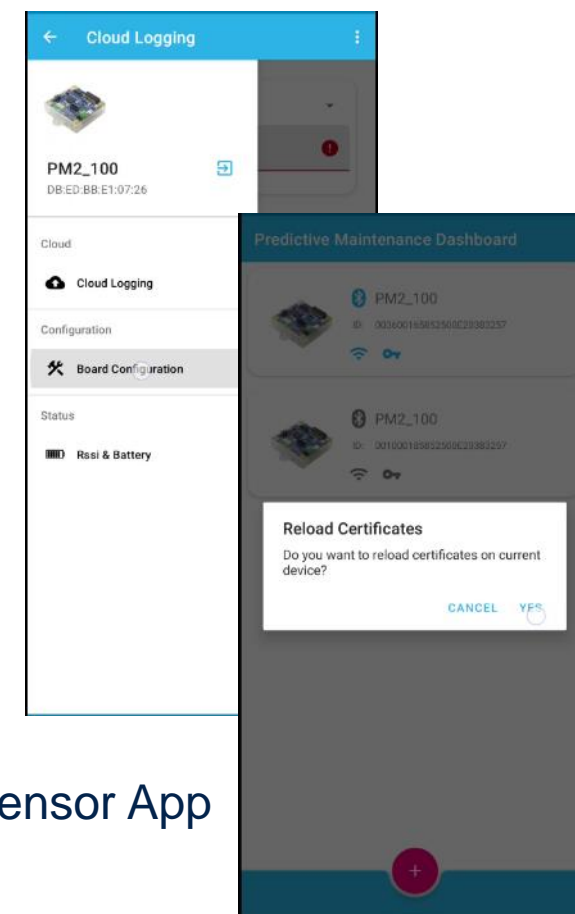 Cloud Logging
PM2_100
DB:ED:BB:E1:07:26
Cloud
Cloud Logging
Configuration
Board Configuration
Status
Rssi & Battery
Predictive Maintenance Dashboard
PM2_100
ID:
PM2_100
ID:
Reload Certificates
Do you want to reload certificates on current
device?
CANCEL YES
ensor App